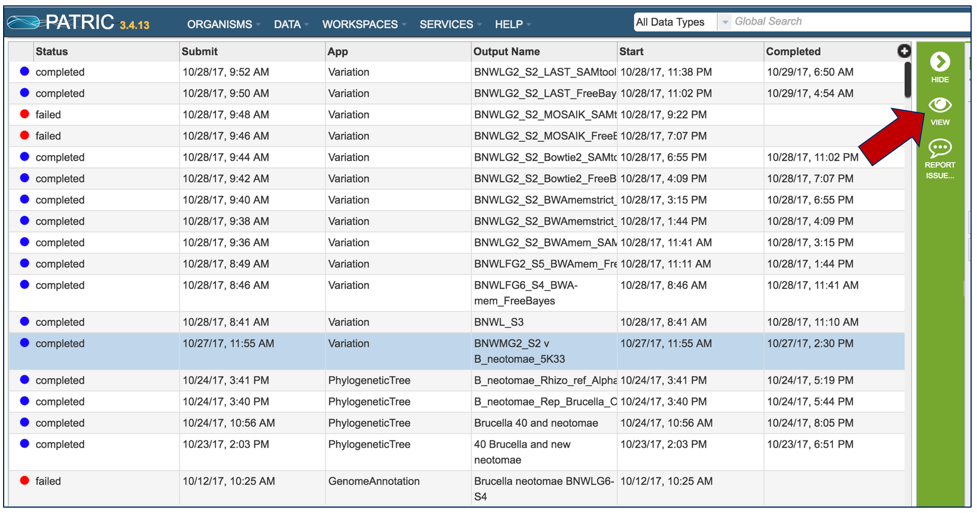 PATRIC 3.4.13 ORGANISMS DATA WORKSPACES SERVICES HELP All Data Types Global Search
Status Submit App Output Name Start Completed
completed 10/28/17, 9:52 AM Variation BNWLG2_S2_LAST_SAMtool 10/28/17, 11:38 PM 10/29/17, 6:50 AM
completed 10/28/17, 9:50 AM Variation BNWLG2_S2_LAST_FreeBay 10/28/17, 11:02 PM 10/29/17, 4:54 AM
failed 10/28/17, 9:48 AM Variation BNWLG2_S2_MOSAIK_SAMt 10/28/17, 9:22 PM
failed 10/28/17, 9:46 AM Variation BNWLG2_S2_MOSAIK_FreeE 10/28/17, 7:07 PM
completed 10/28/17, 9:44 AM Variation BNWLG2_S2_Bowtie2_SAMtc 10/28/17, 6:55 PM 10/28/17, 11:02 PM
completed 10/28/17, 9:42 AM Variation BNWLG2_S2_Bowtie2_FreeB 10/28/17, 4:09 PM 10/28/17, 7:07 PM
completed 10/28/17, 9:40 AM Variation BNWLG2_S2_BWAmemstrict_ 10/28/17, 3:15 PM 10/28/17, 6:55 PM
completed 10/28/17, 9:38 AM Variation BNWLG2_S2_BWAmemstrict_ 10/28/17, 1:44 PM 10/28/17, 4:09 PM
completed 10/28/17, 9:36 AM Variation BNWLG2_S2_BWAmem_SAM 10/28/17, 11:41 AM 10/28/17, 3:15 PM
completed 10/28/17, 8:49 AM Variation BNWLFG2_S5_BWAmem_Fre 10/28/17, 11:11 AM 10/28/17, 1:44 PM
completed 10/28/17, 8:46 AM Variation BNWLFG6_S4_BWA- 10/28/17, 8:46 AM 10/28/17, 11:41 AM
mem_FreeBayes
completed 10/28/17, 8:41 AM Variation BNWL_S3 10/28/17, 8:41 AM 10/28/17, 11:10 AM
completed 10/27/17, 11:55 AM Variation BNWMG2_S2 v 10/27/17, 11:55 AM 10/27/17, 2:30 PM
B_neotomae_5K33
completed 10/24/17, 3:41 PM PhylogeneticTree B_neotomae_Rhizo_ref_Alpha 10/24/17, 3:41 PM 10/24/17, 5:19 PM
completed 10/24/17, 3:40 PM PhylogeneticTree B_neotomae_Rep_Brucella_C 10/24/17, 3:40 PM 10/24/17, 5:44 PM
completed 10/24/17, 10:56 AM PhylogeneticTree Brucella 40 and neotomae 10/24/17, 10:56 AM 10/24/17, 8:05 PM
completed 10/23/17, 2:03 PM PhylogeneticTree 40 Brucella and new 10/23/17, 2:03 PM 10/23/17, 6:51 PM
neotomae
failed 10/12/17, 10:25 AM GenomeAnnotation Brucella neotomae BNWLG6- 10/12/17, 10:25 AM
S4
HIDE
VIEW
REPORT
ISSUE...